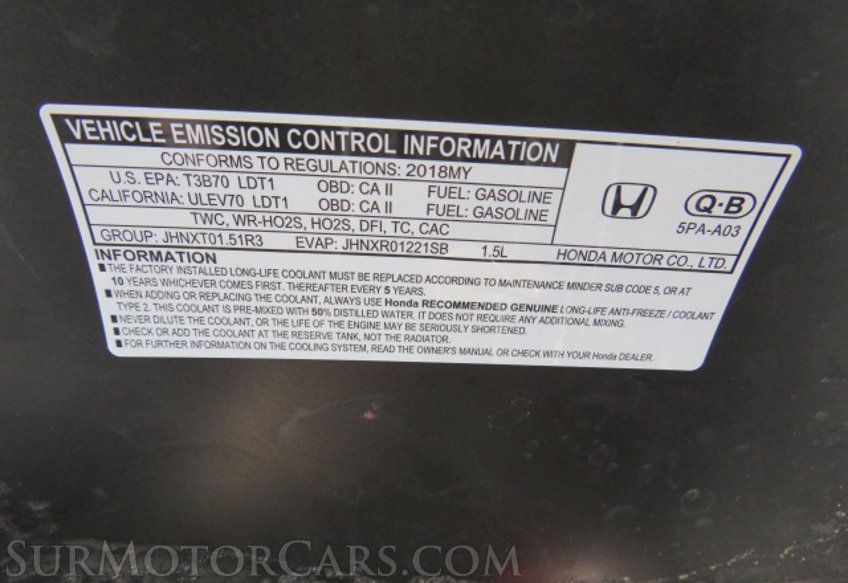 VEHICLE EMISSION CONTROL INFORMATION
CONFORMS TO REGULATIONS: 2018MY
U.S. EPA: T3B70 LDT1 OBD: CA II FUEL: GASOLINE
CALIFORNIA: ULEV70 LDT1 OBD: CA II FUEL: GASOLINE
TWC, WR-HO2S, HO2S, DFI, TC, CAC
GROUP: JHNXT01.51R3 EVAP: JHNXR01221SB 1.5L
Q·B
5PA-A03
HONDA MOTOR CO., LTD.
INFORMATION
■ THE FACTORY INSTALLED LONG-LIFE COOLANT MUST BE REPLACED ACCORDING TO MAINTENANCE MINDER SUB CODE 5, OR AT
10 YEARS WHICHEVER COMES FIRST. THEREAFTER EVERY 5 YEARS.
■ WHEN ADDING OR REPLACING THE COOLANT, ALWAYS USE Honda RECOMMENDED GENUINE LONG-LIFE ANTI-FREEZE / COOLANT
TYPE 2. THIS COOLANT IS PRE-MIXED WITH 50% DISTILLED WATER. IT DOES NOT REQUIRE ANY ADDITIONAL MIXING.
■ NEVER DILUTE THE COOLANT, OR THE LIFE OF THE ENGINE MAY BE SERIOUSLY SHORTENED.
■ CHECK OR ADD THE COOLANT AT THE RESERVE TANK, NOT THE RADIATOR.
■ FOR FURTHER INFORMATION ON THE COOLING SYSTEM, READ THE OWNER'S MANUAL OR CHECK WITH YOUR Honda DEALER.
SURMOTORCARS.COM